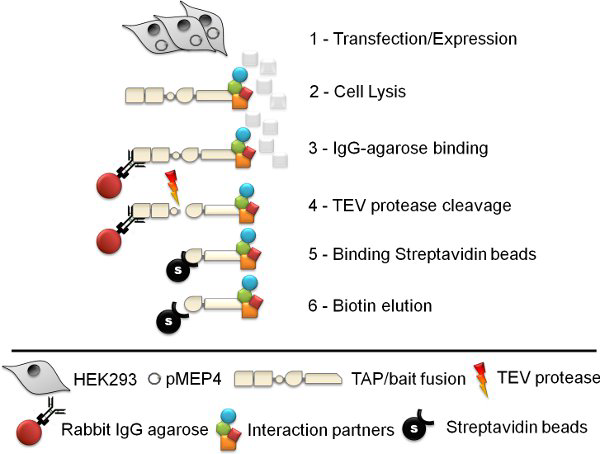 1 - Transfection/Expression
2 - Cell Lysis
3 - IgG-agarose binding
4 - TEV protease cleavage
5 - Binding Streptavidin beads
S
6 - Biotin elution
S
HEK293 pMEP4 TAP/bait fusion TEV protease
Rabbit IgG agarose Interaction partners S Streptavidin beads